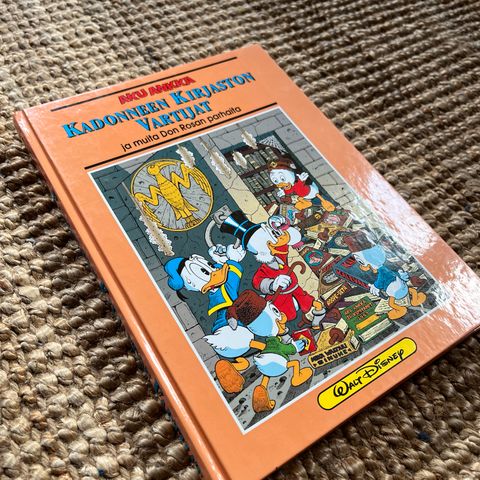 AKU ANKKA
KADONNEEN KIRJASTON
VARTIJAT
ja muita Don Rosan parhaita
WALT DISNEY